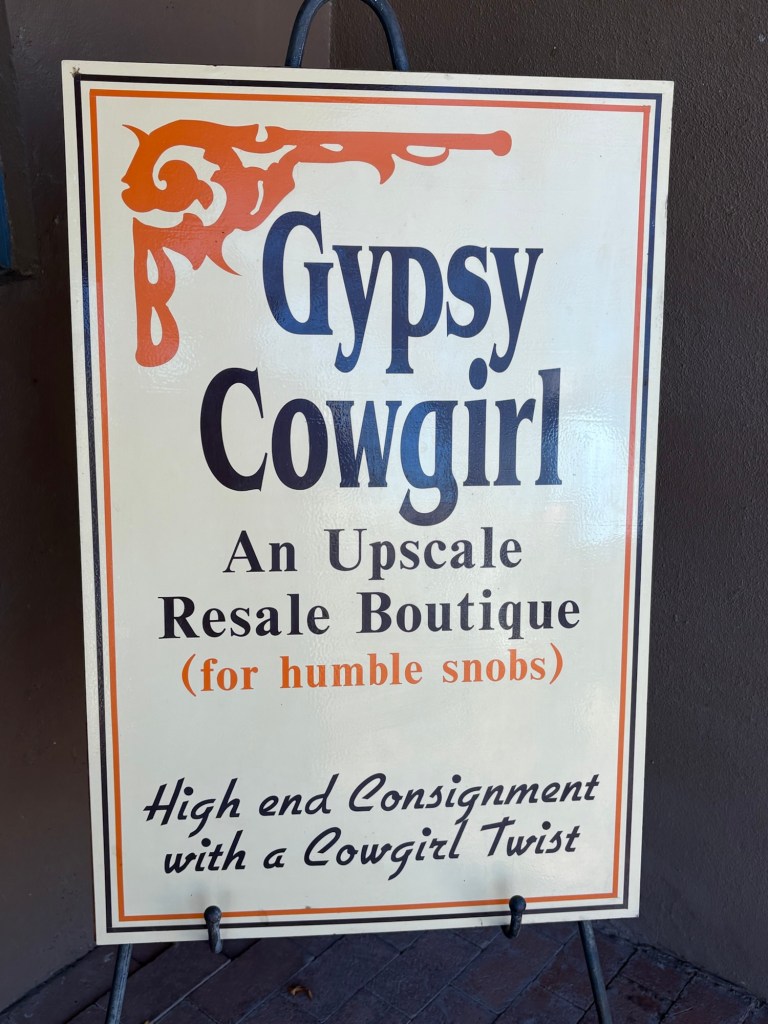 Gypsy
Cowgirl
An Upscale
Resale Boutique
(for humble snobs)
High end Consignment
with a Cowgirl Twist